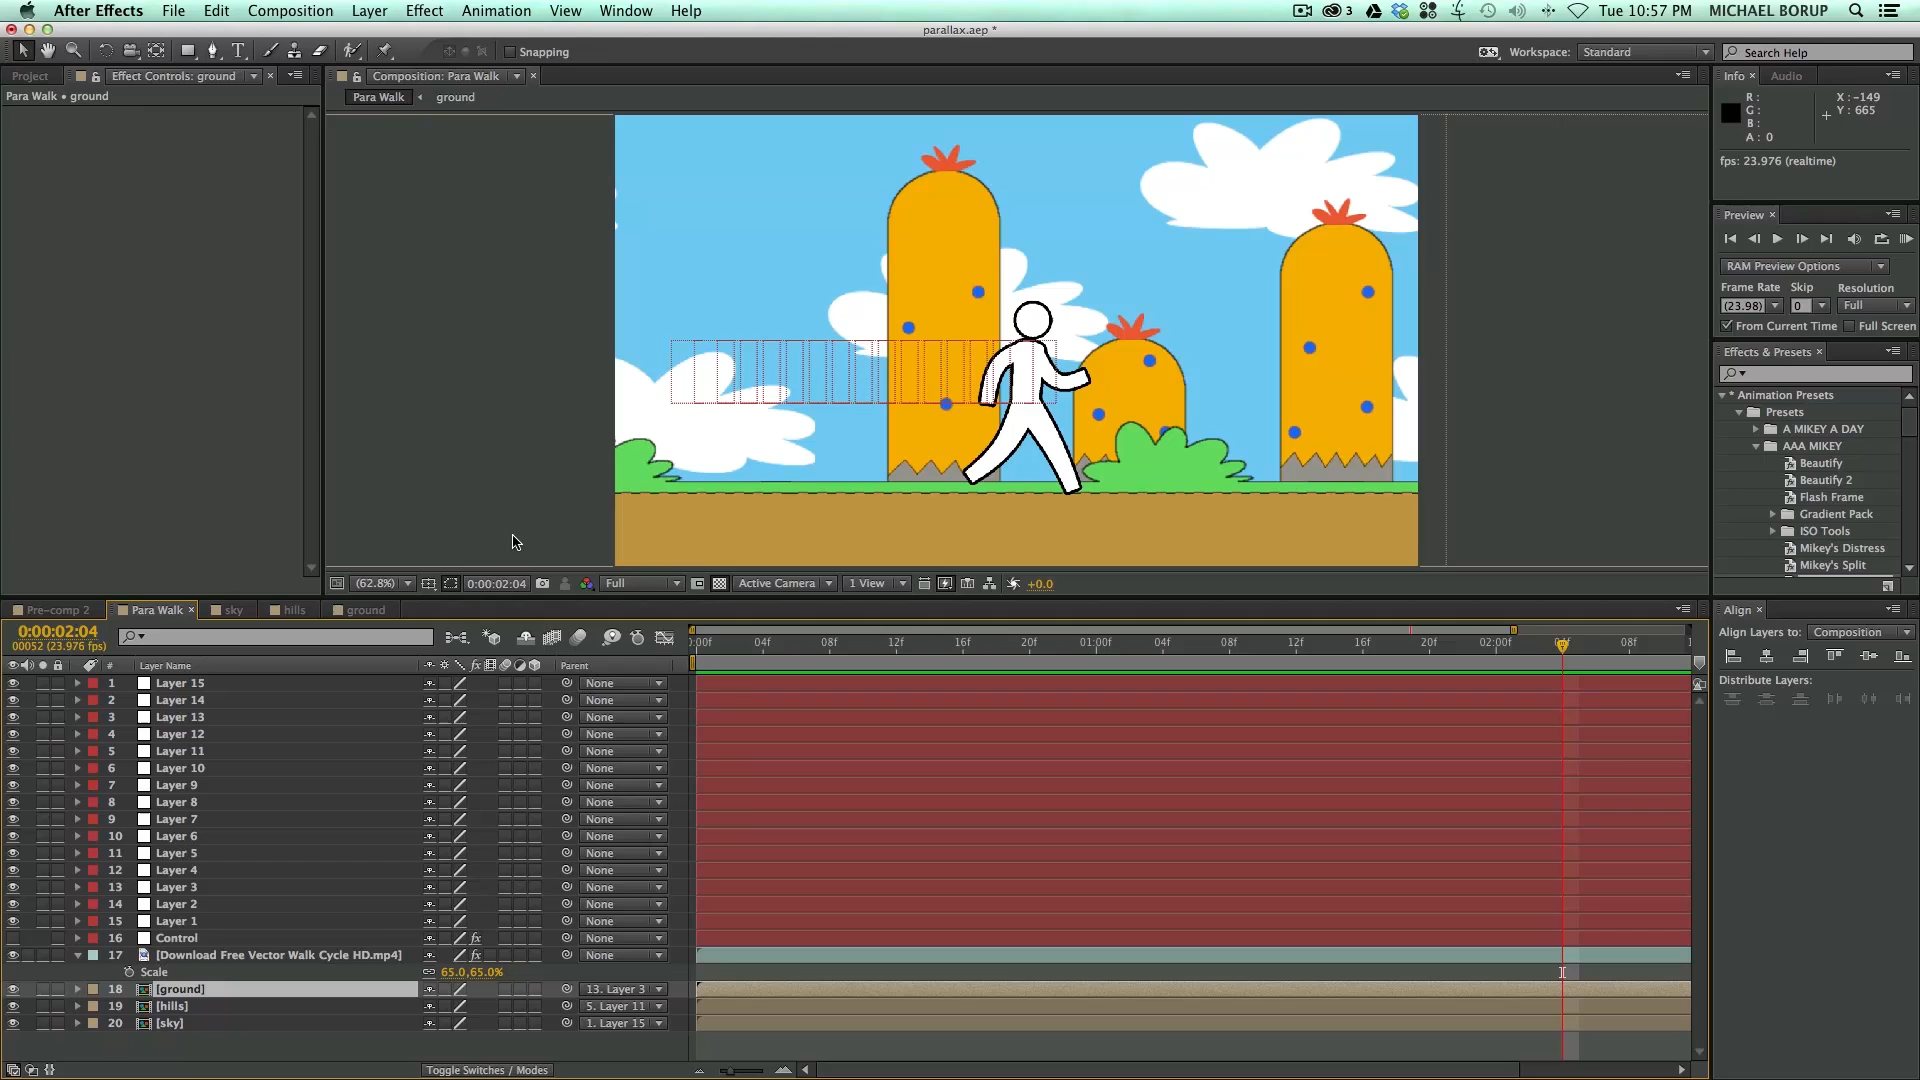 After Effects File Edit Composition Layer Effect Animation View Window Help 3 Tue 10:57 PM MICHAEL BORUP
parallax.aep *
Snapping Workspace: Standard Search Help
Project Effect Controls: ground × Composition: Para Walk × Info × Audio
Para Walk • ground Para Walk ground
R: X: -149
G: Y: 665
B:
A: 0
fps: 23.976 (realtime)
Preview ×
RAM Preview Options
Frame Rate Skip Resolution
(23.98) 0 Full
From Current Time Full Screen
Effects & Presets ×
* Animation Presets
Presets
A MIKEY A DAY
AAA MIKEY
Beautify
Beautify 2
Flash Frame
Gradient Pack
ISO Tools
Mikey's Distress
Mikey's Split
(62.8%) 0:00:02:04 Full Active Camera 1 View +0.0
Pre-comp 2 Para Walk × sky hills ground Align ×
0:00:02:04
00052 (23.976 fps)
Align Layers to: Composition
Distribute Layers:
):00f 04f 08f 12f 16f 20f 01:00f 04f 08f 12f 16f 20f 02:00f 08f
# Layer Name fx Parent
1 Layer 15 None
2 Layer 14 None
3 Layer 13 None
4 Layer 12 None
5 Layer 11 None
6 Layer 10 None
7 Layer 9 None
8 Layer 8 None
9 Layer 7 None
10 Layer 6 None
11 Layer 5 None
12 Layer 4 None
13 Layer 3 None
14 Layer 2 None
15 Layer 1 None
16 Control fx None
17 [Download Free Vector Walk Cycle HD.mp4] fx None
Scale 65.0,65.0%
18 [ground] 13. Layer 3
19 [hills] 5. Layer 11
20 [sky] 1. Layer 15
Toggle Switches / Modes